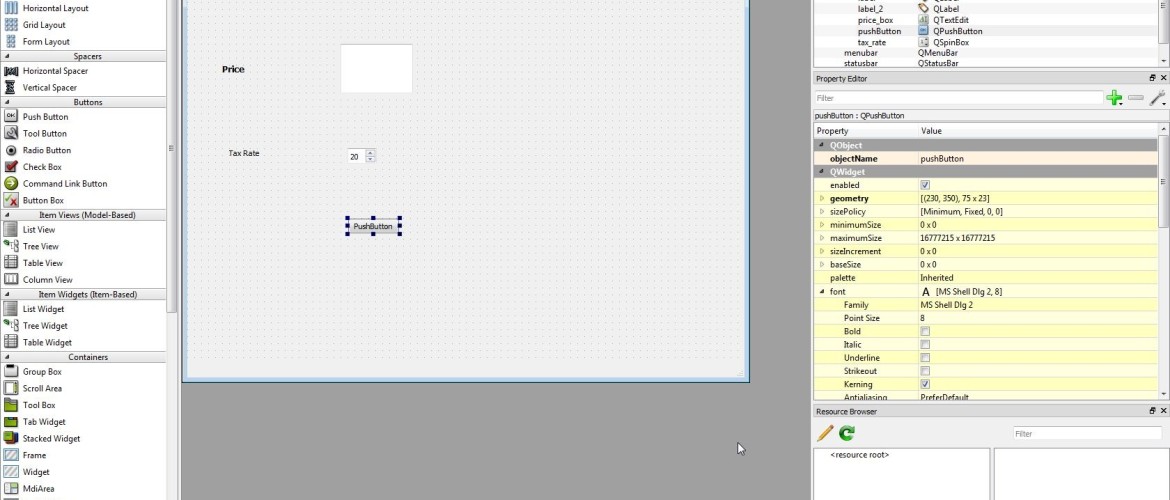 Horizontal Layout
Grid Layout
Form Layout
Spacers
Horizontal Spacer
Vertical Spacer
Buttons
Push Button
Tool Button
Radio Button
Check Box
Command Link Button
Button Box
Item Views (Model-Based)
List View
Tree View
Table View
Column View
Item Widgets (Item-Based)
List Widget
Tree Widget
Table Widget
Containers
Group Box
Scroll Area
Tool Box
Tab Widget
Stacked Widget
Frame
Widget
MdiArea
Price
Tax Rate
20
PushButton
label_2 QLabel
price_box QTextEdit
pushButton QPushButton
tax_rate QSpinBox
menubar QMenuBar
statusbar QStatusBar
Property Editor
Filter
pushButton : QPushButton
Property Value
QObject
objectName pushButton
QWidget
enabled
geometry [(230, 350), 75 x 23]
sizePolicy [Minimum, Fixed, 0, 0]
minimumSize 0 x 0
maximumSize 16777215 x 16777215
sizeIncrement 0 x 0
baseSize 0 x 0
palette Inherited
font A [MS Shell Dlg 2, 8]
Family MS Shell Dlg 2
Point Size 8
Bold
Italic
Underline
Strikeout
Kerning
Antialiasing PreferDefault
Resource Browser
Filter
<resource root>